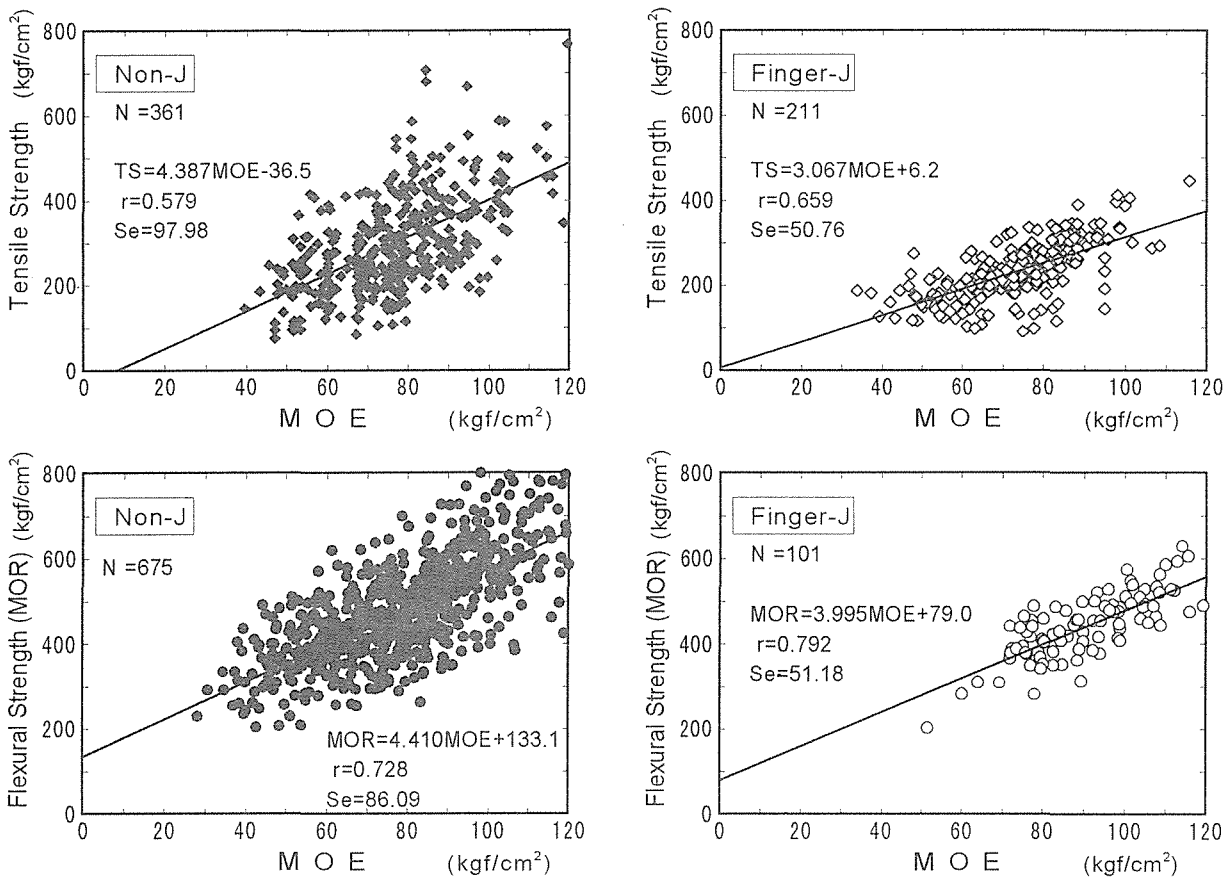 800
600
400
200
0
Tensile Strength (kgf/cm²)
Non-J
N =361
TS=4.387MOE-36.5
r=0.579
Se=97.98
0 20 40 60 80 100 120
M O E (kgf/cm²)
800
600
400
200
0
Tensile Strength (kgf/cm²)
Finger-J
N =211
TS=3.067MOE+6.2
r=0.659
Se=50.76
0 20 40 60 80 100 120
M O E (kgf/cm²)
800
600
400
200
0
Flexural Strength (MOR) (kgf/cm²)
Non-J
N =675
MOR=4.410MOE+133.1
r=0.728
Se=86.09
0 20 40 60 80 100 120
M O E (kgf/cm²)
800
600
400
200
0
Flexural Strength (MOR) (kgf/cm²)
Finger-J
N =101
MOR=3.995MOE+79.0
r=0.792
Se=51.18
0 20 40 60 80 100 120
M O E (kgf/cm²)